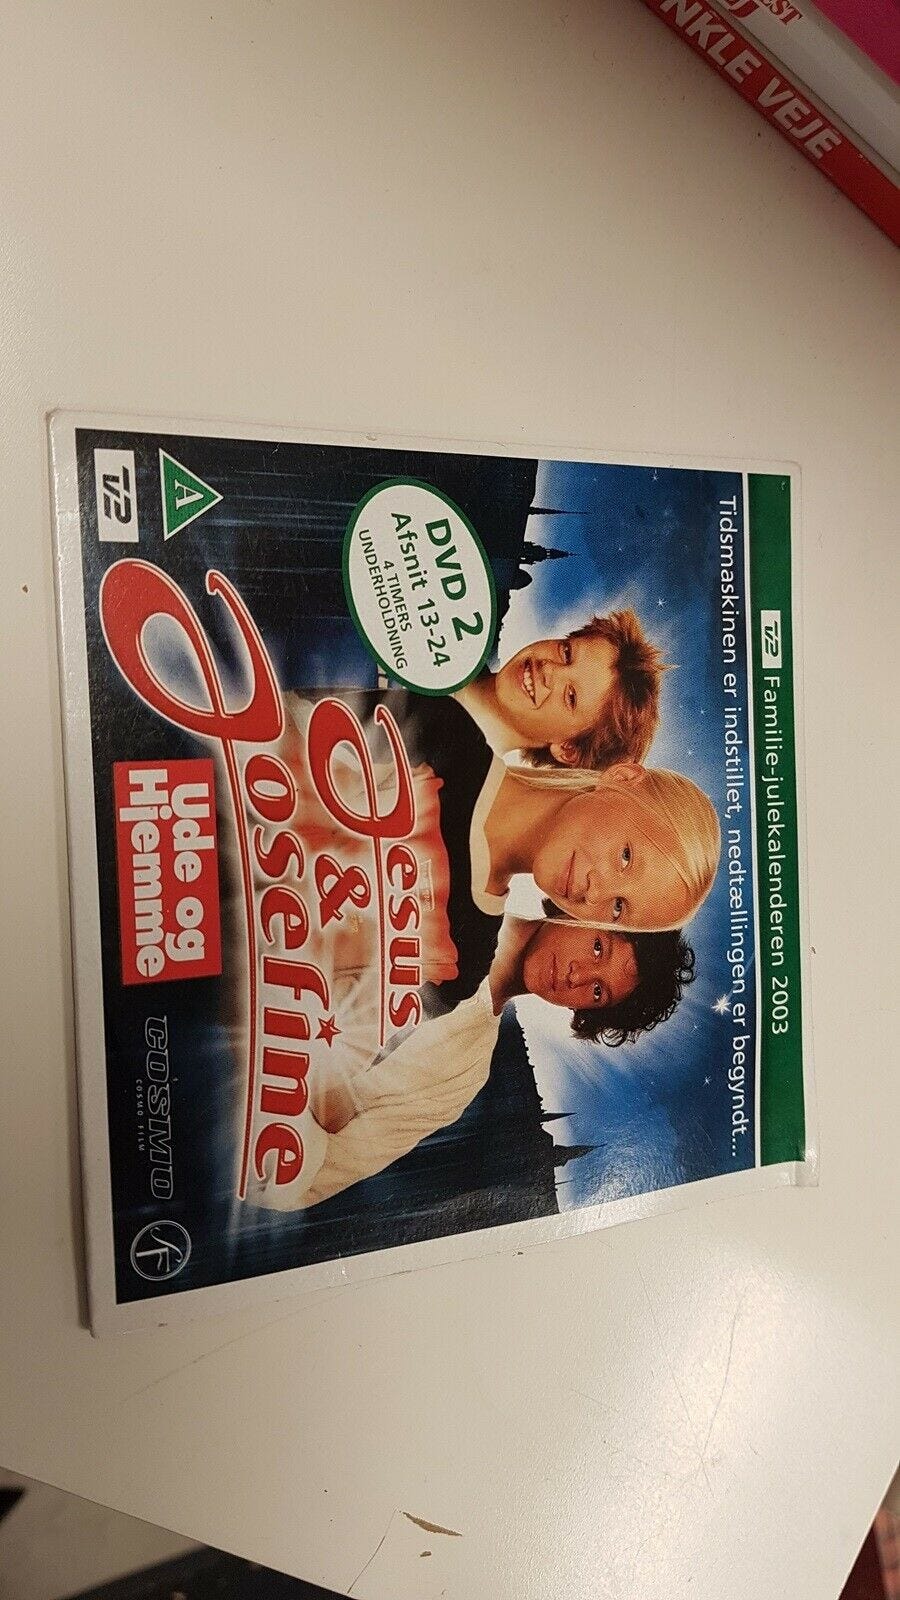 TV2 Familie-julekalenderen 2003
Tidsmaskinen er indstillet, nedtællingen er begyndt...
DVD 2
Afsnit 13-24
4 TIMERS
UNDERHOLDNING
Jesus
&
Josefine
A
TV2
Ude og
Hjemme
COSMO
COSMO FILM
SF
NKLE VEJE